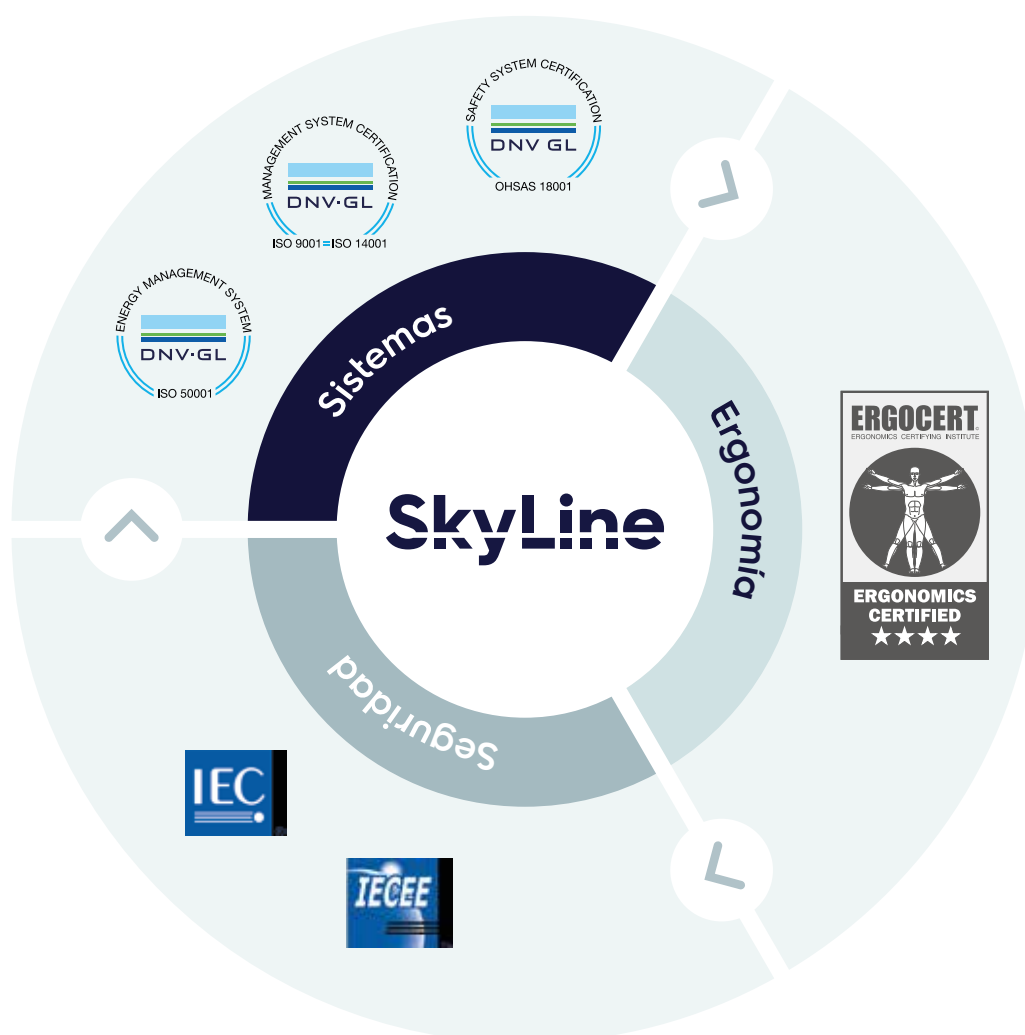 SAFETY SYSTEM CERTIFICATION
DNV GL
OHSAS 18001
MANAGEMENT SYSTEM CERTIFICATION
DNV·GL
ISO 9001=ISO 14001
ENERGY MANAGEMENT SYSTEM
DNV·GL
ISO 50001
Sistemas
Ergonomía
SkyLine
Seguridad
ERGOCERT
ERGONOMICS CERTIFYING INSTITUTE
ERGONOMICS
CERTIFIED
IEC
IECEE